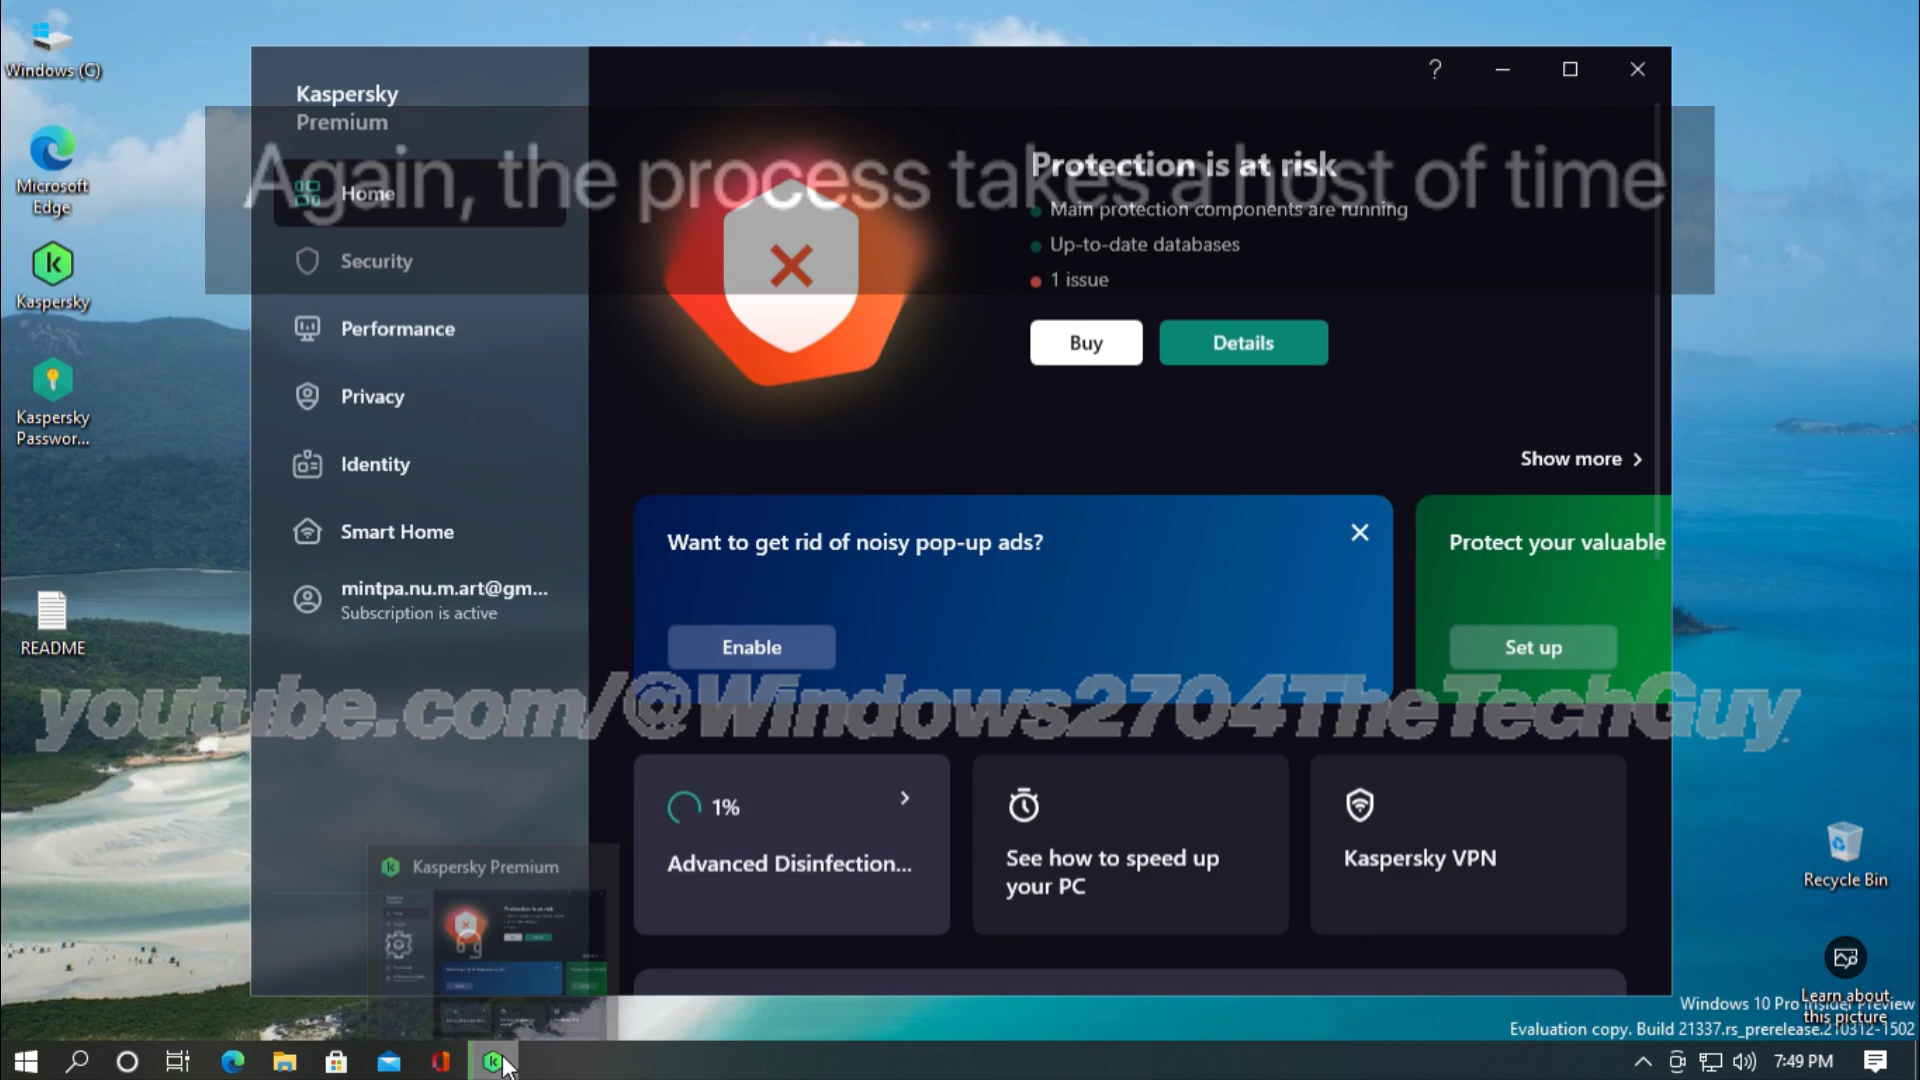 Windows (C)
Microsoft
Edge
Kaspersky
Kaspersky
Passwor...
README
Kaspersky
Premium
Home
Security
Performance
Privacy
Identity
Smart Home
mintpa.nu.m.art@gm...
Subscription is active
Again, the process takes a host of time
Protection is at risk
Main protection components are running
Up-to-date databases
1 issue
Buy
Details
Show more
Want to get rid of noisy pop-up ads?
Enable
Protect your valuable
Set up
youtube.com/@Windows2704TheTechGuy
1%
Advanced Disinfection...
See how to speed up
your PC
Kaspersky VPN
Kaspersky Premium
Recycle Bin
Learn about
this picture
Windows 10 Pro Insider Preview
Evaluation copy. Build 21337.rs_prerelease.210312-1502
7:49 PM